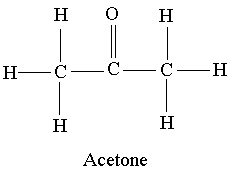 H O H
H C C C H
H H
Acetone